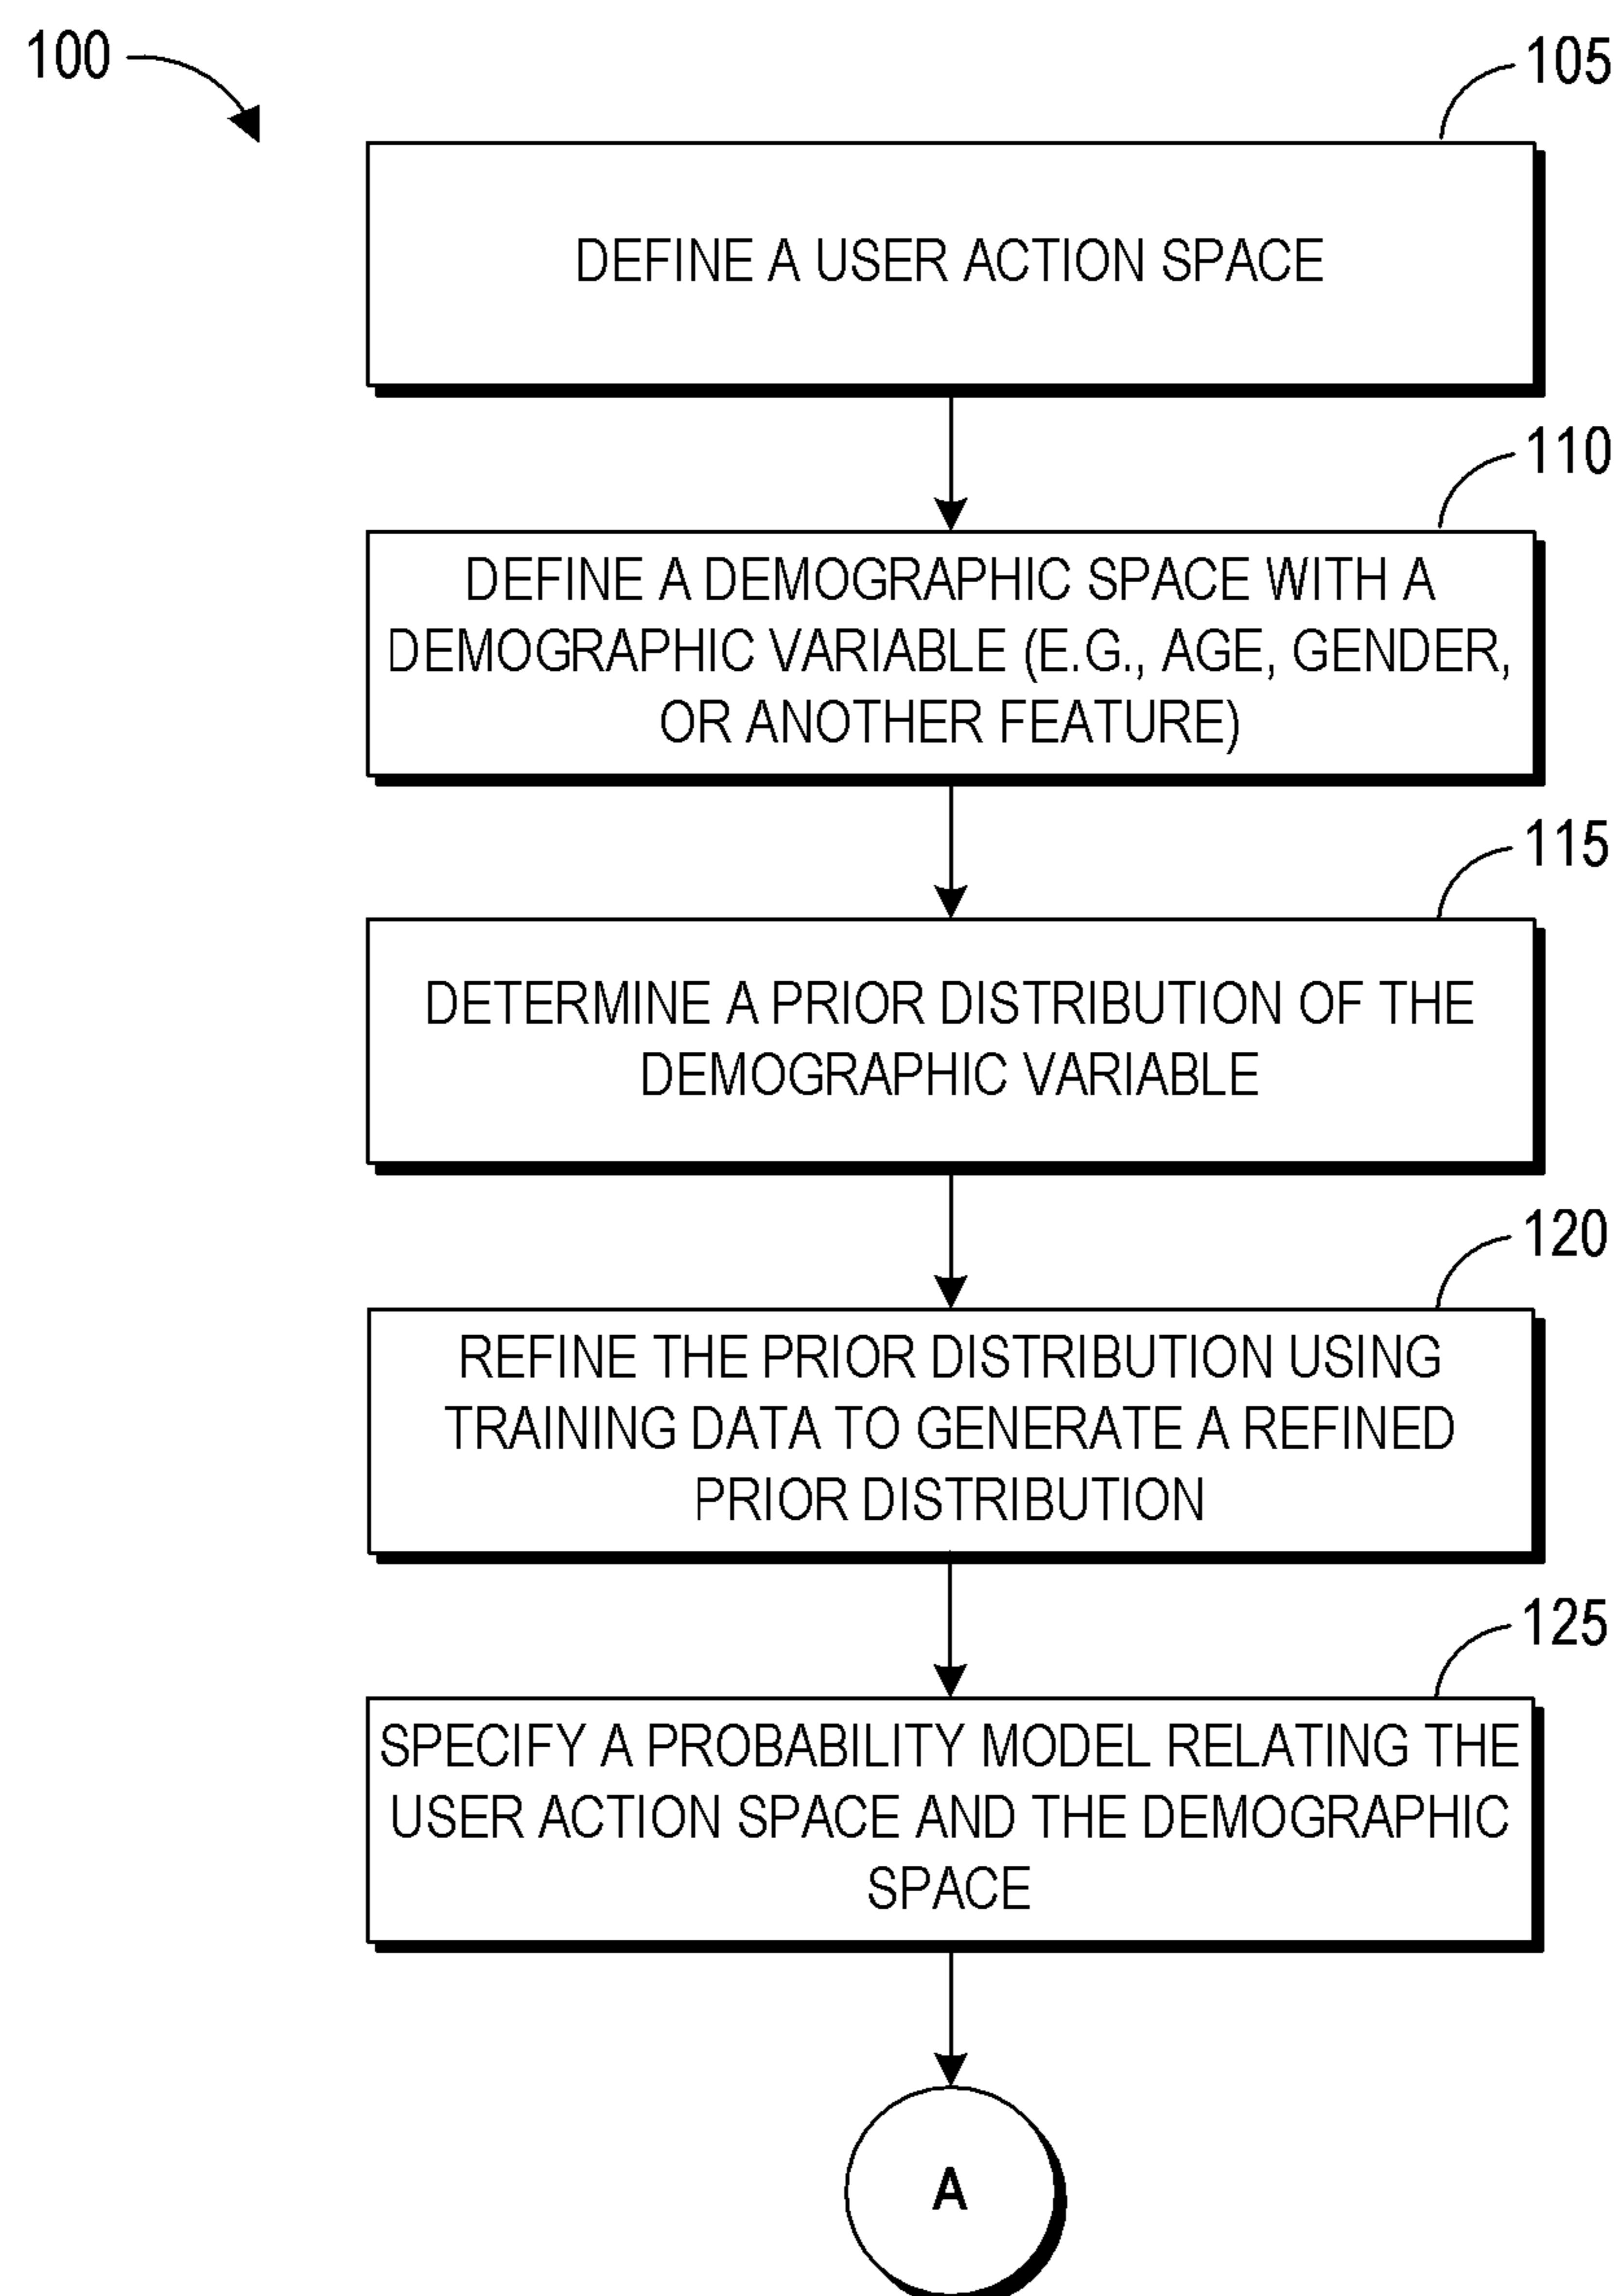 100
105
DEFINE A USER ACTION SPACE
110
DEFINE A DEMOGRAPHIC SPACE WITH A
DEMOGRAPHIC VARIABLE (E.G., AGE, GENDER,
OR ANOTHER FEATURE)
115
DETERMINE A PRIOR DISTRIBUTION OF THE
DEMOGRAPHIC VARIABLE
120
REFINE THE PRIOR DISTRIBUTION USING
TRAINING DATA TO GENERATE A REFINED
PRIOR DISTRIBUTION
125
SPECIFY A PROBABILITY MODEL RELATING THE
USER ACTION SPACE AND THE DEMOGRAPHIC
SPACE
A